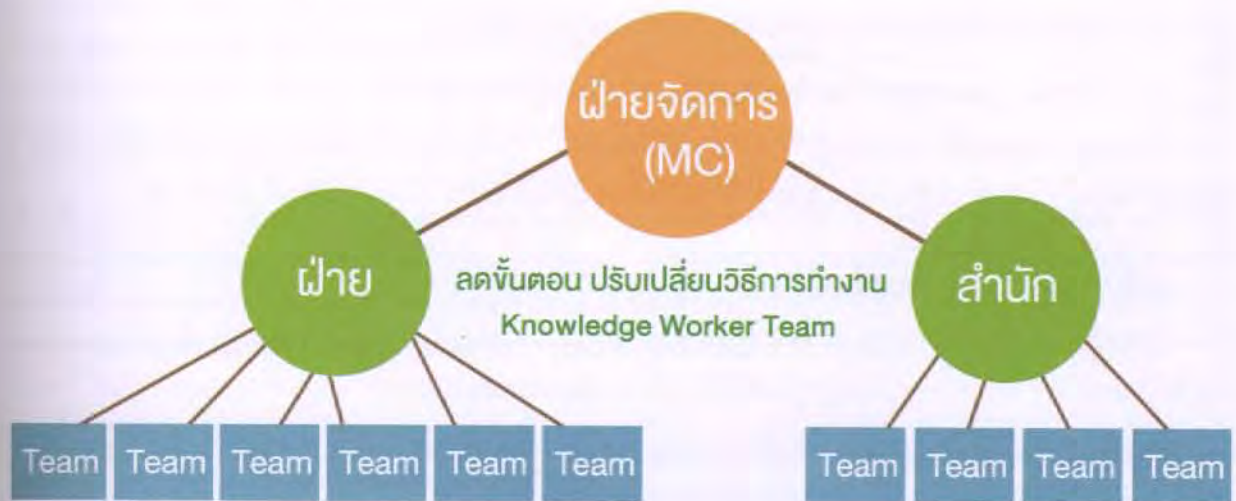 ฝ่ายจัดการ
(MC)
ฝ่าย
ลดขั้นตอน ปรับเปลี่ยนวิธีการทำงาน
Knowledge Worker Team
สำนัก
Team Team Team Team Team Team Team Team Team Team